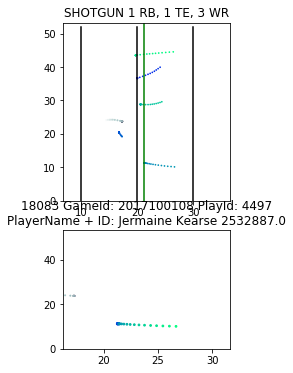 SHOTGUN 1 RB, 1 TE, 3 WR
50
40
30
20
10
0
10 20 30
18083 GameId: 2017100108 PlayId: 4497
PlayerName + ID: Jermaine Kearse 2532887.0
40
20
0
20 25 30